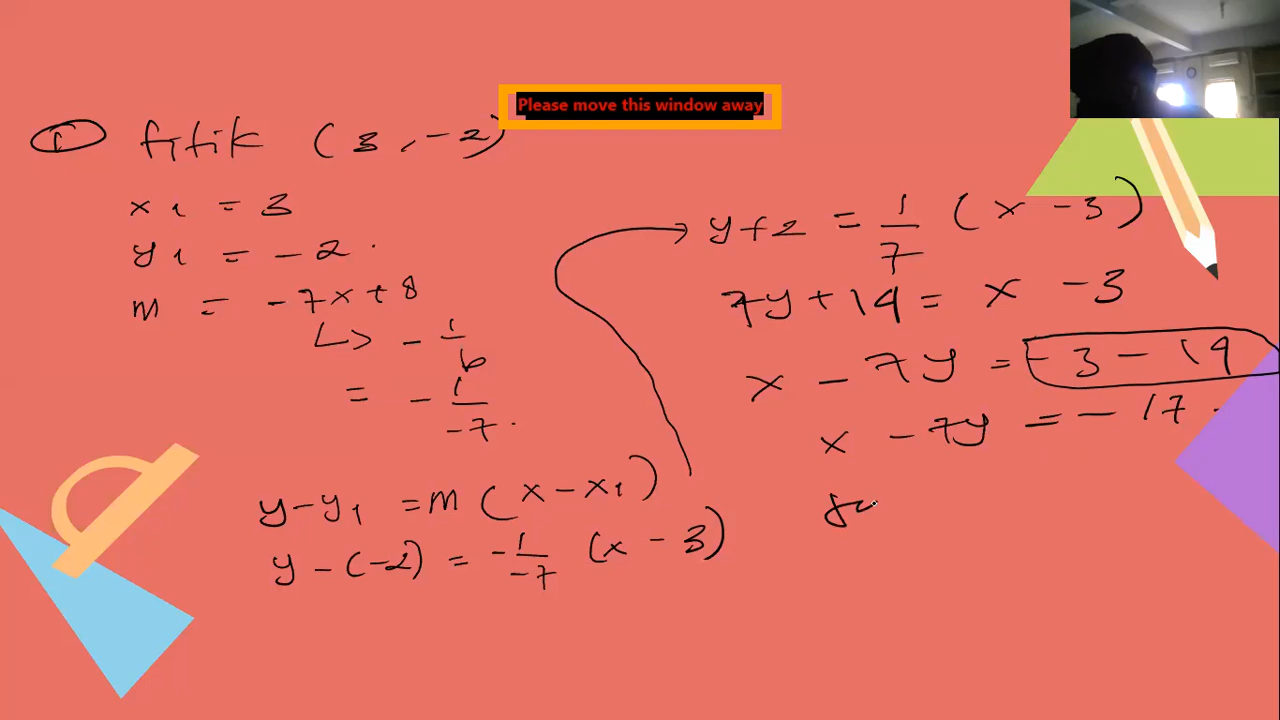 Please move this window away
① titik (3, -2)
x1 = 3
y1 = -2.
m = -7x+8
↳ - 1/b
= - 1/-7.
y-y1 = m (x-x1)
y-(-2) = -1/-7 (x-3)
→ y+2 = 1/7 (x-3)
7y+14 = x-3
x - 7y = -3-14
x - 7y = -17